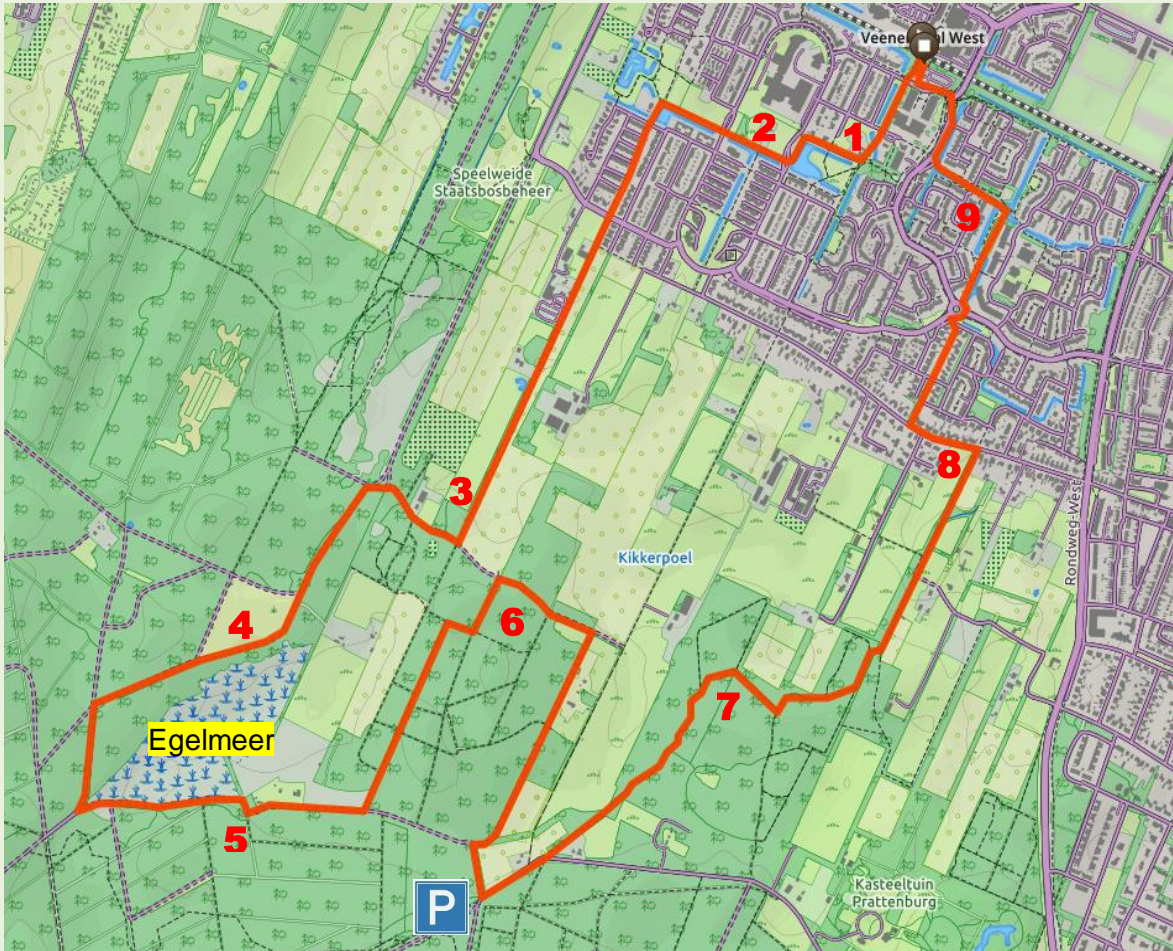 Veenendaal West
2
1
Speelweide
Staatsbosbeheer
9
8
3
Kikkerpoel
Rondweg-West
4
6
7
Egelmeer
5
Kasteeltuin
Prattenburg
P